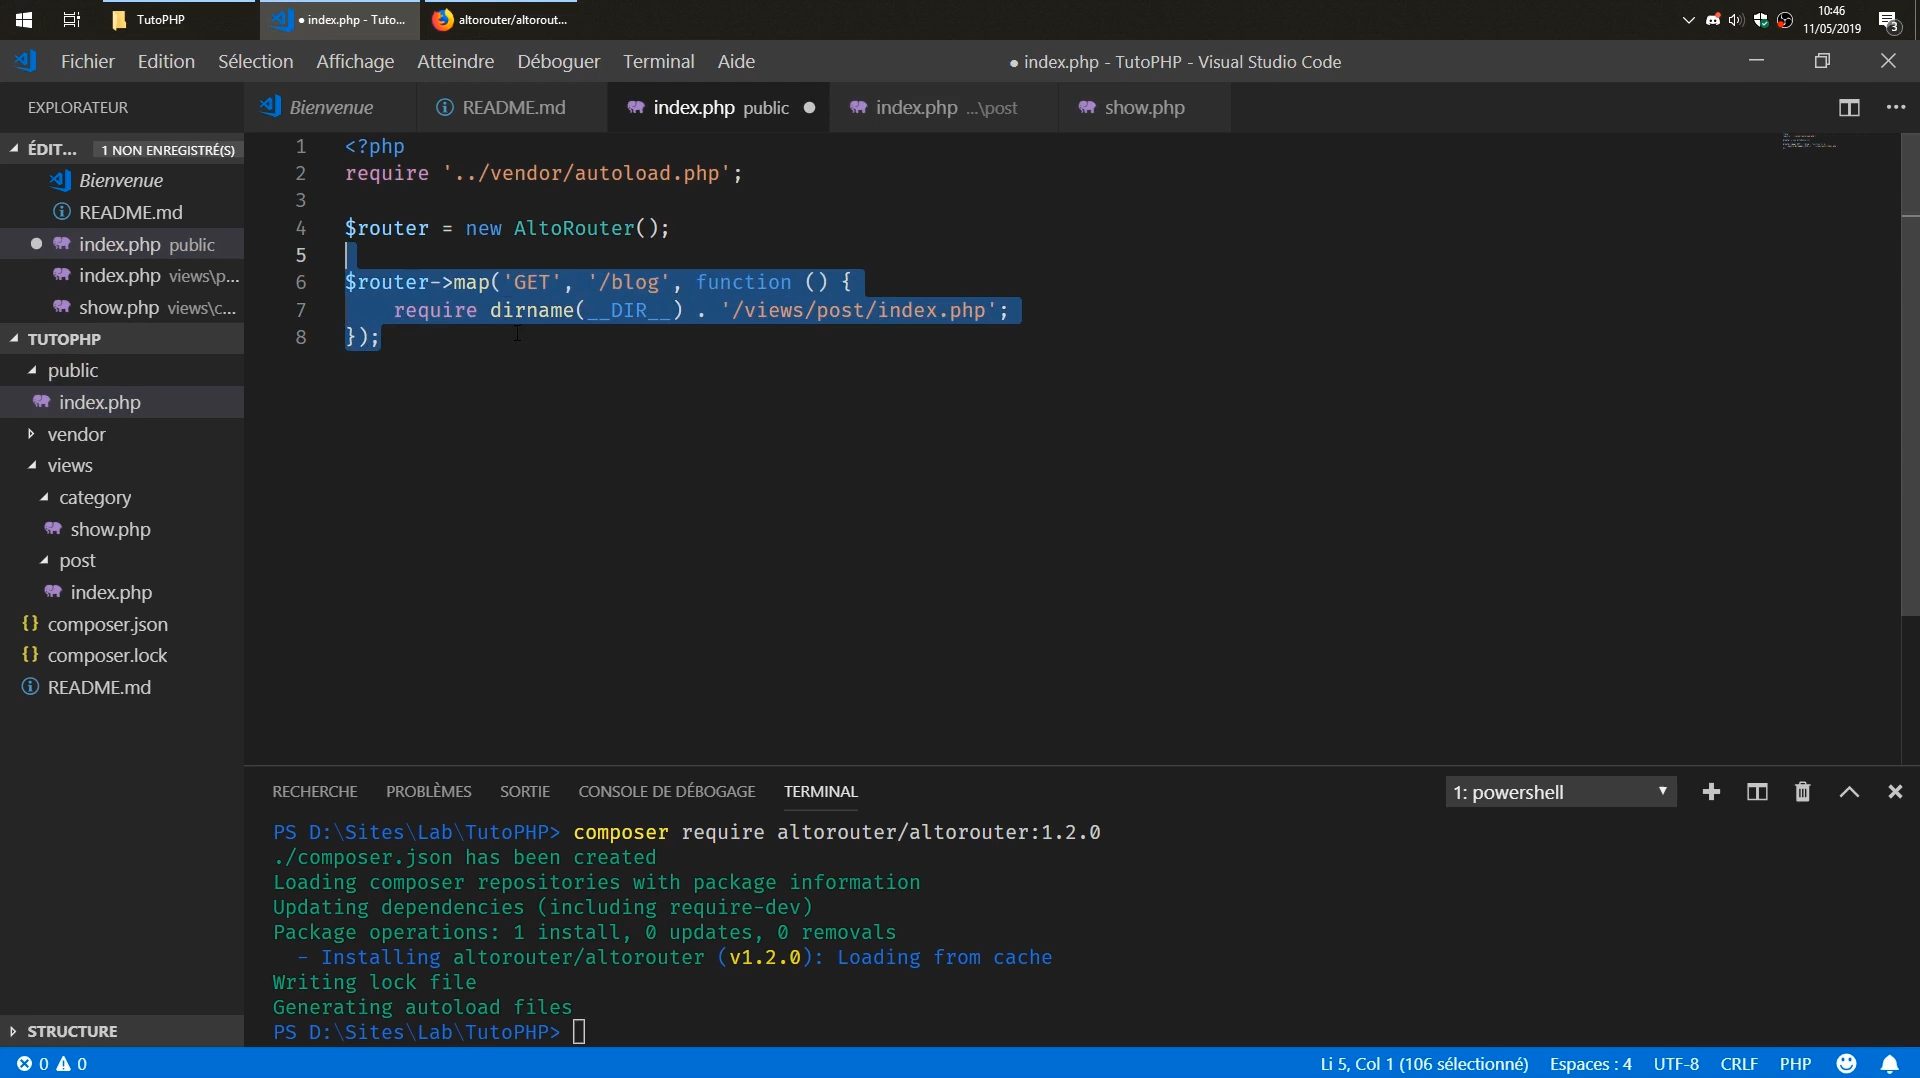 TutoPHP
● index.php - Tuto...
altorouter/altorout...
10:46
11/05/2019
3
Fichier Edition Sélection Affichage Atteindre Déboguer Terminal Aide
● index.php - TutoPHP - Visual Studio Code
EXPLORATEUR
Bienvenue
README.md
index.php public
index.php ...\post
show.php
ÉDIT... 1 NON ENREGISTRÉ(S)
Bienvenue
README.md
index.php public
index.php views\p...
show.php views\c...
TUTOPHP
public
index.php
vendor
views
category
show.php
post
index.php
composer.json
composer.lock
README.md
STRUCTURE
1 <?php
2 require '../vendor/autoload.php';
3
4 $router = new AltoRouter();
5
6 $router->map('GET', '/blog', function () {
7 require dirname(__DIR__) . '/views/post/index.php';
8 });
RECHERCHE PROBLÈMES SORTIE CONSOLE DE DÉBOGAGE TERMINAL
1: powershell
PS D:\Sites\Lab\TutoPHP> composer require altorouter/altorouter:1.2.0
./composer.json has been created
Loading composer repositories with package information
Updating dependencies (including require-dev)
Package operations: 1 install, 0 updates, 0 removals
- Installing altorouter/altorouter (v1.2.0): Loading from cache
Writing lock file
Generating autoload files
PS D:\Sites\Lab\TutoPHP>
0 0
Li 5, Col 1 (106 sélectionné) Espaces : 4 UTF-8 CRLF PHP